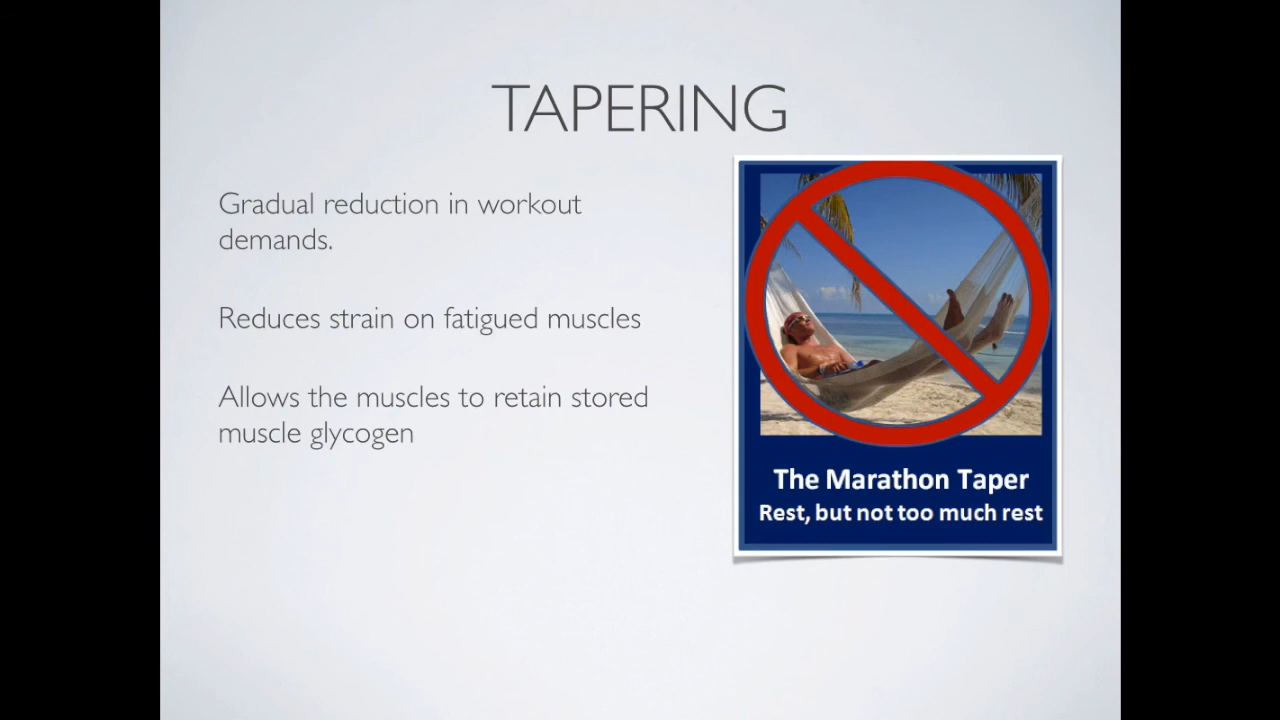 TAPERING
Gradual reduction in workout
demands.
Reduces strain on fatigued muscles
Allows the muscles to retain stored
muscle glycogen
The Marathon Taper
Rest, but not too much rest